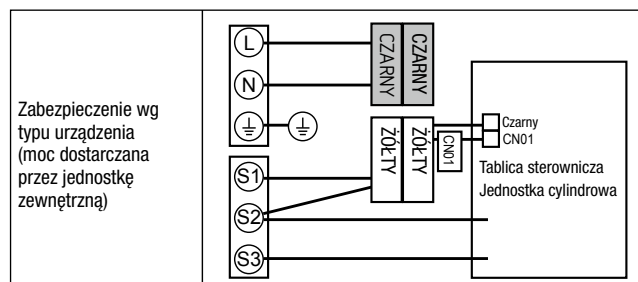 Zabezpieczenie wg
typu urządzenia
(moc dostarczana
przez jednostkę
zewnętrzną)
L
N
CZARNY
CZARNY
S1
S2
S3
ŻÓŁTY
ŻÓŁTY
CN01
Czarny
CN01
Tablica sterownicza
Jednostka cylindrowa